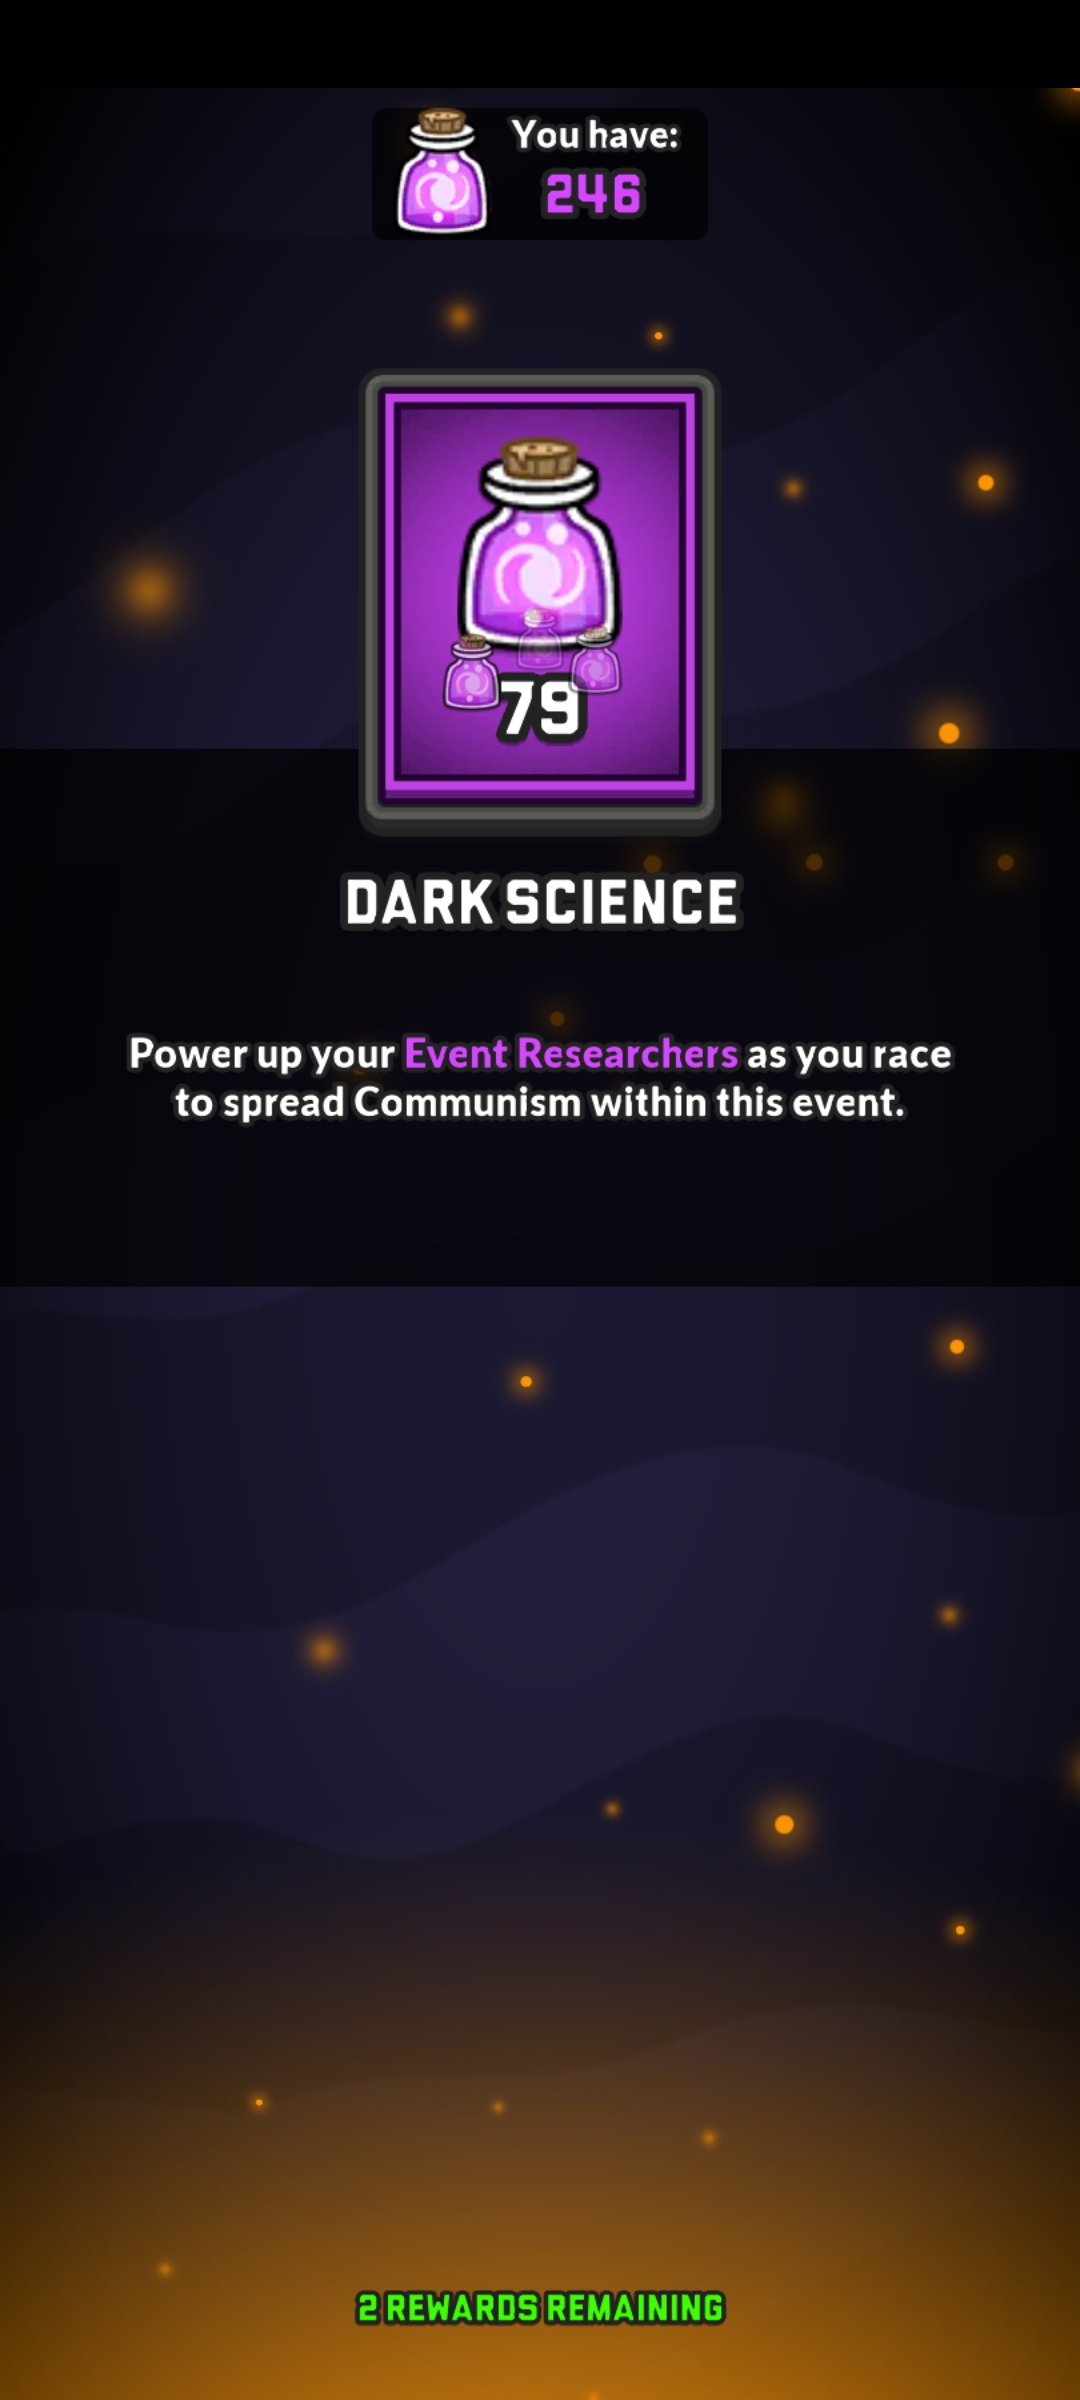 You have:
246
79
DARK SCIENCE
Power up your Event Researchers as you race
to spread Communism within this event.
2 REWARDS REMAINING